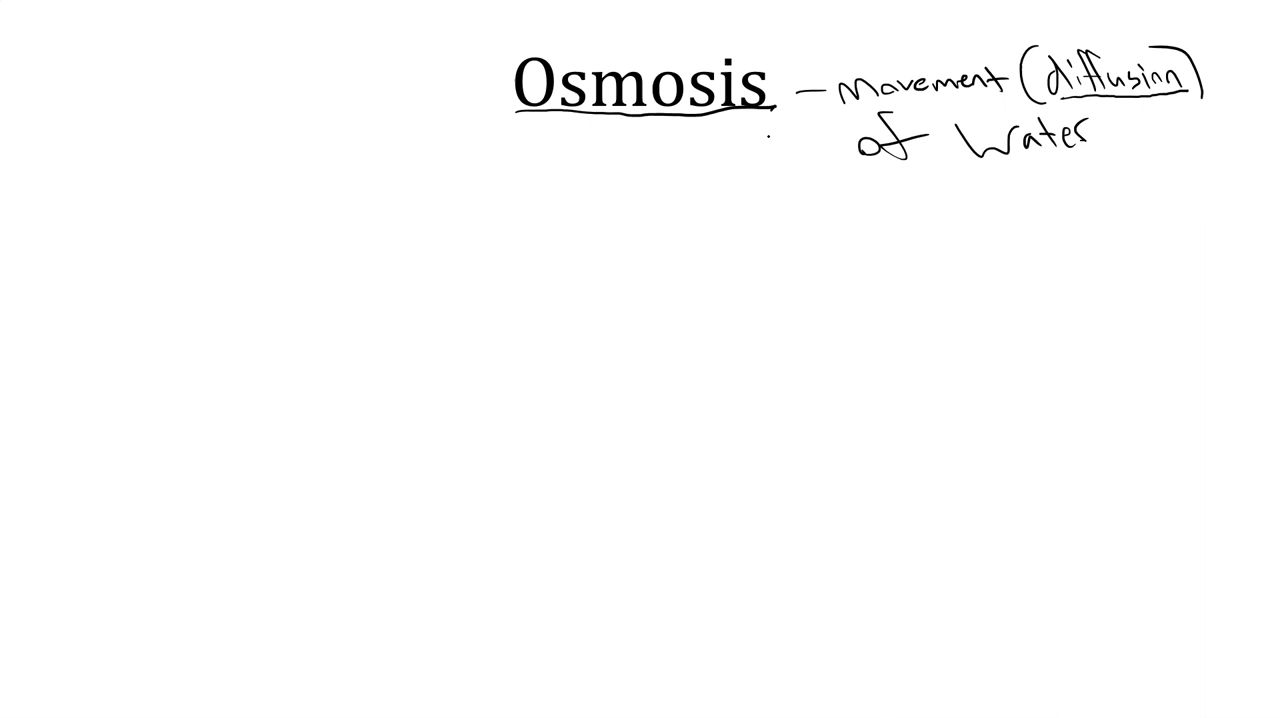 Osmosis – Movement (diffusion)
of Water